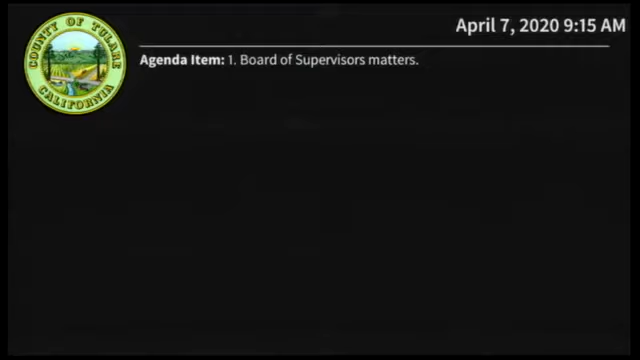 COUNTY OF TULARE
CALIFORNIA
April 7, 2020 9:15 AM
Agenda Item: 1. Board of Supervisors matters.